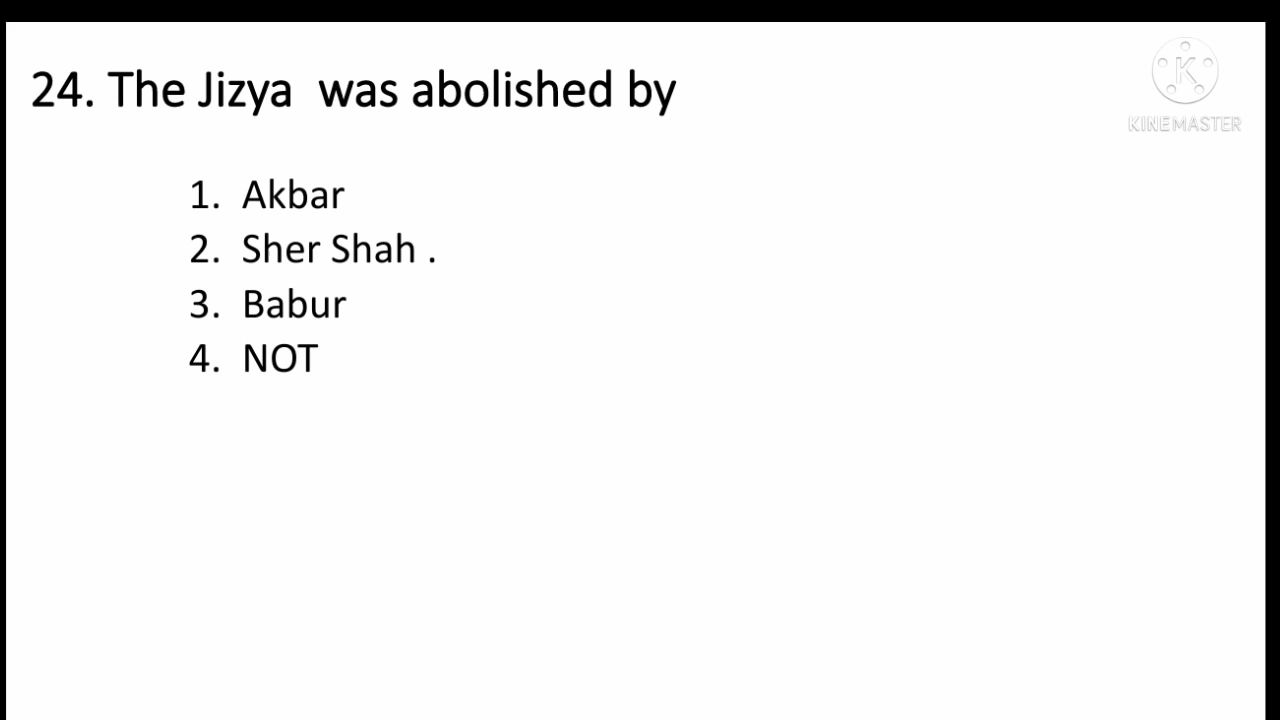 24. The Jizya  was abolished by
K
KINEMASTER
1. Akbar
2. Sher Shah .
3. Babur
4. NOT